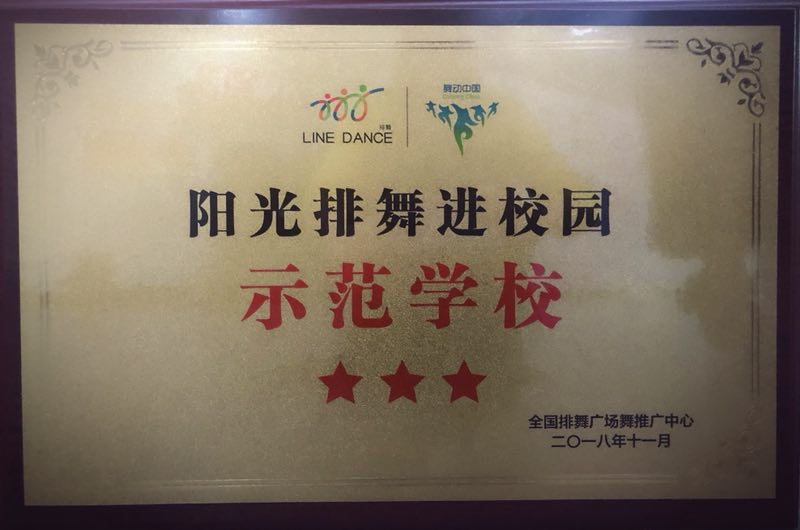 舞动中国
排舞
LINE DANCE
阳光排舞进校园
示范学校
全国排舞广场舞推广中心
二〇一八年十一月